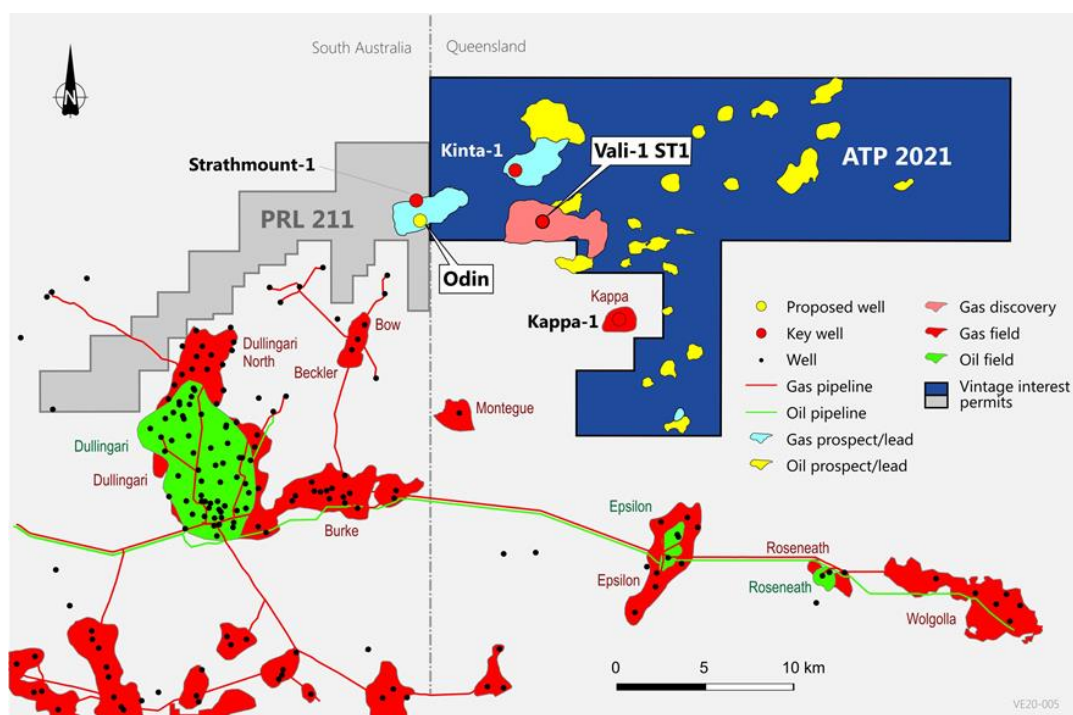 South Australia
Queensland
N
Strathmount-1
Kinta-1
Vali-1 ST1
ATP 2021
PRL 211
Odin
Kappa
Kappa-1
Bow
Dullingari
North
Beckler
Montegue
Dullingari
Dullingari
Burke
Epsilon
Epsilon
Roseneath
Roseneath
Wolgolla
Proposed well
Key well
Well
Gas pipeline
Oil pipeline
Gas prospect/lead
Oil prospect/lead
Gas discovery
Gas field
Oil field
Vintage interest
permits
0 5 10 km
VE20-005